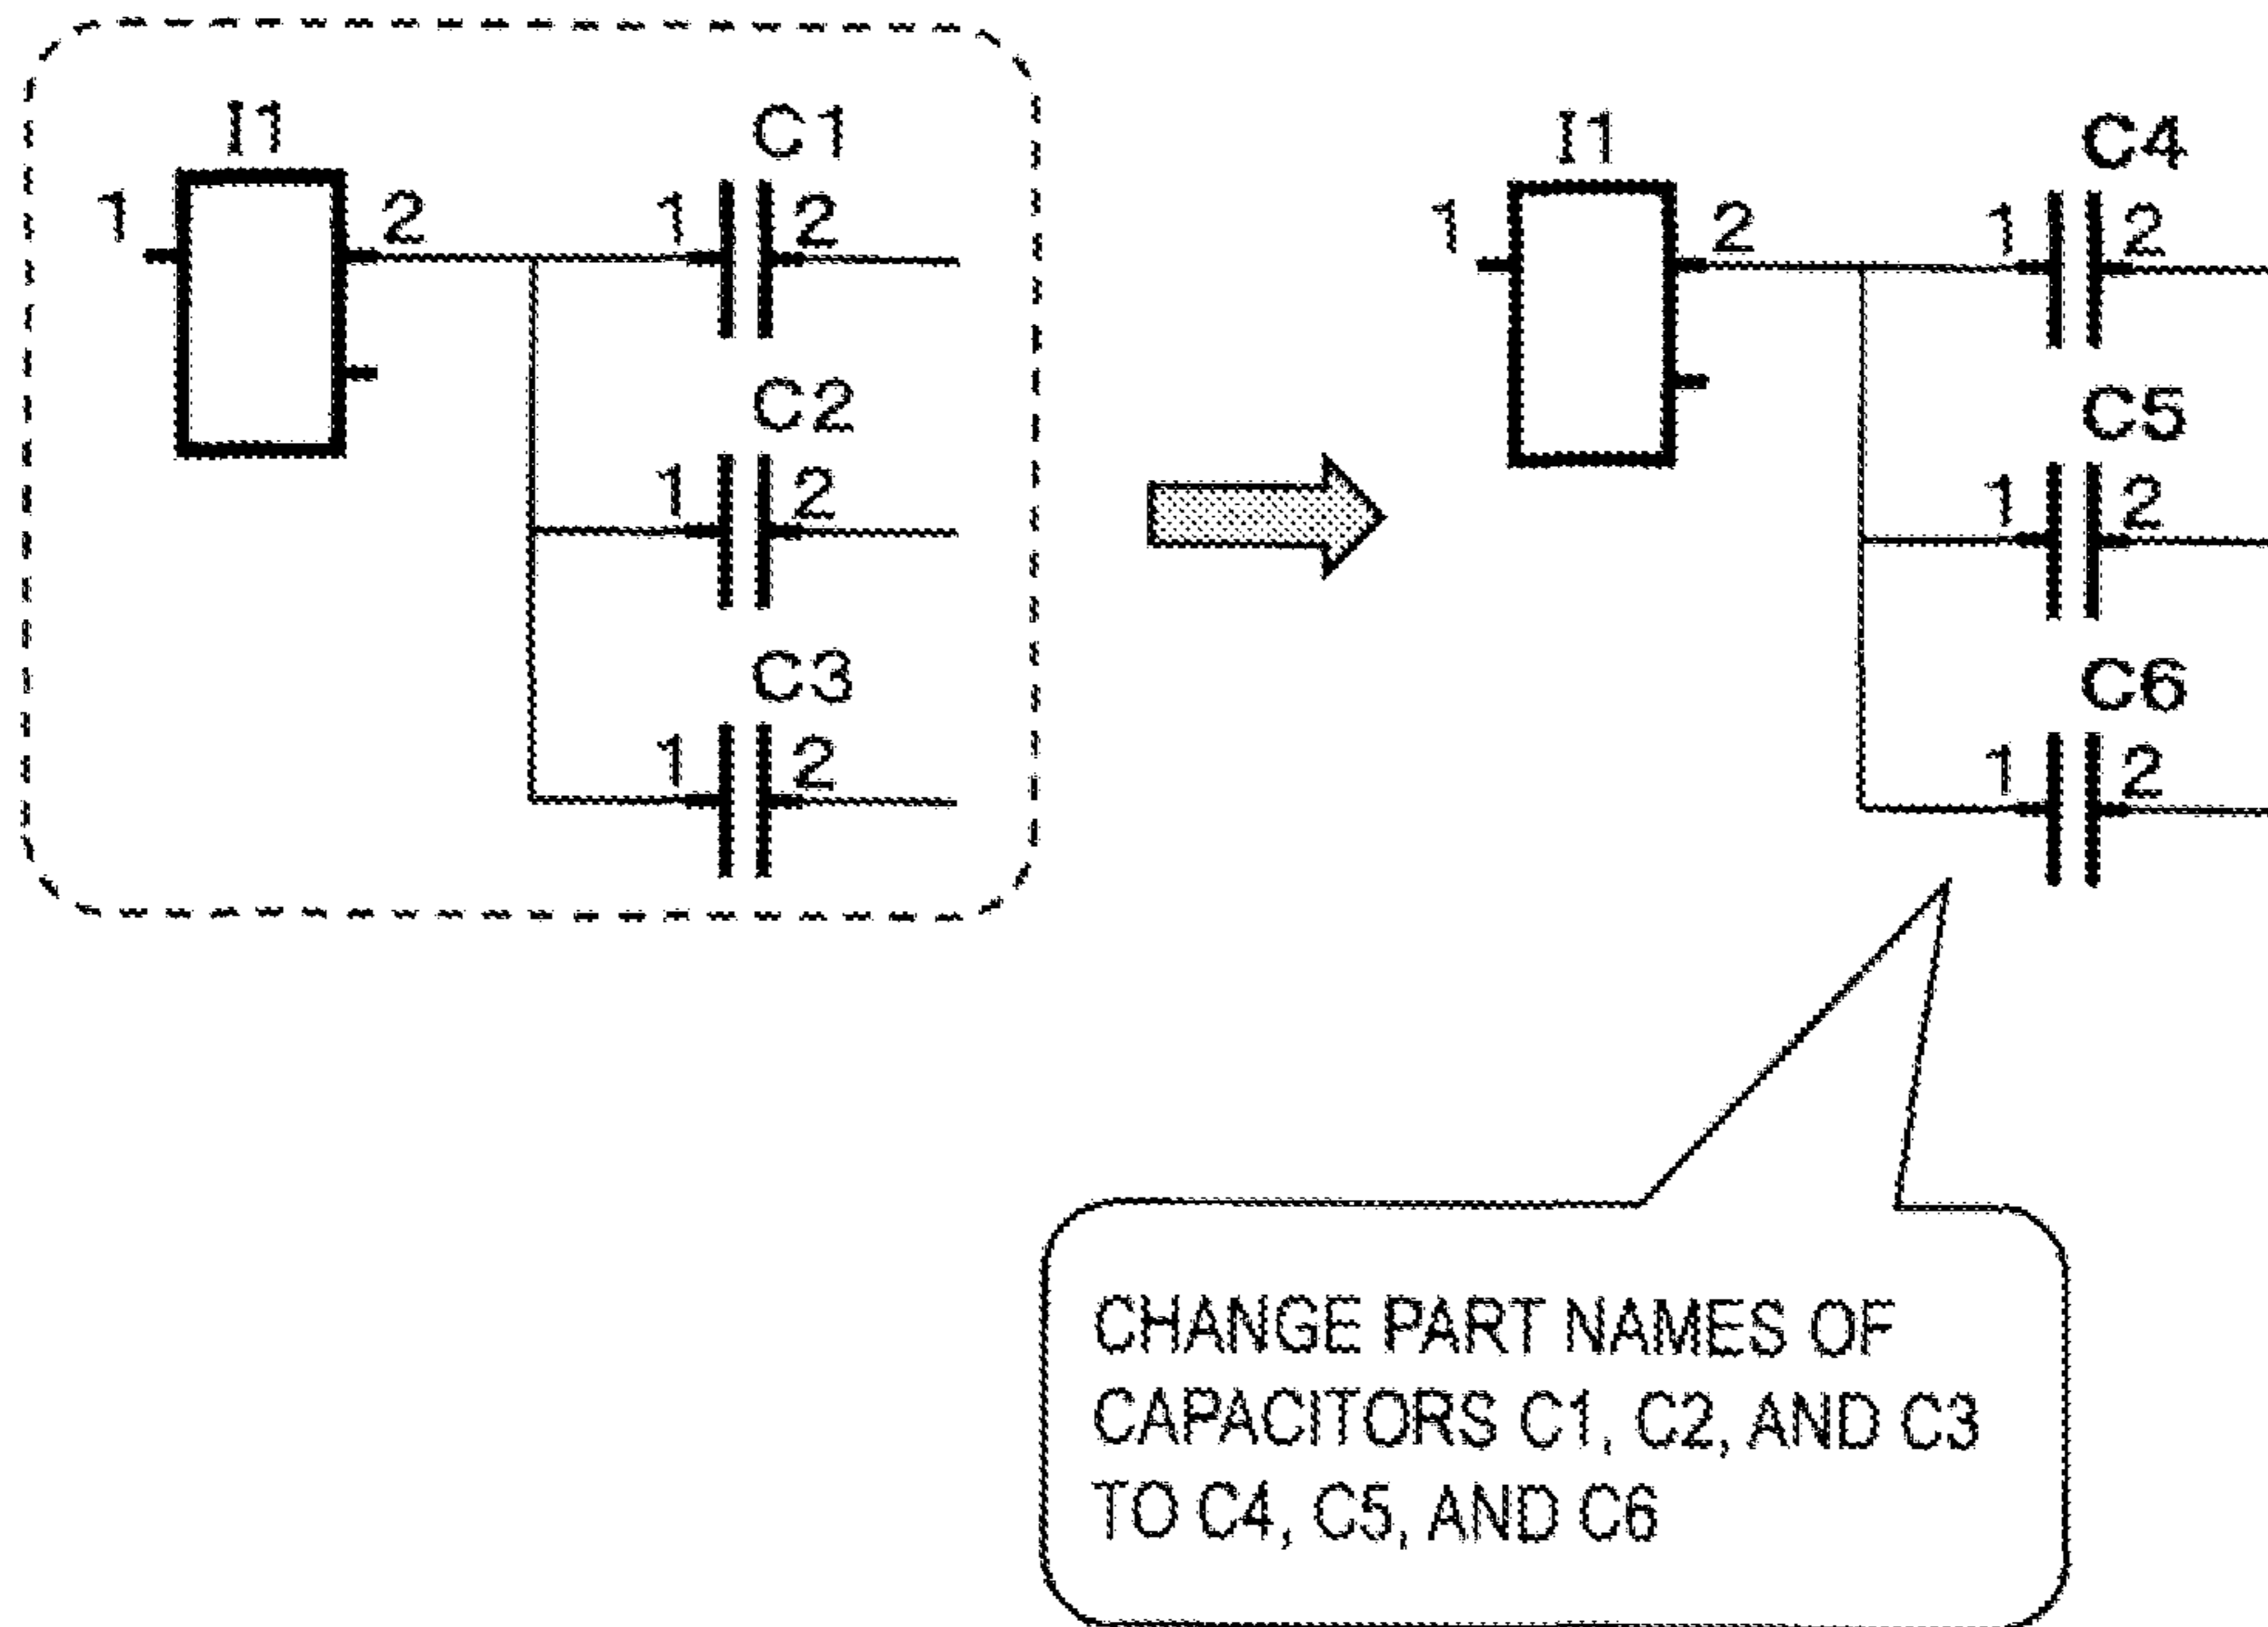 I1
C1
1
2
1
2
C2
1
2
C3
1
2
I1
C4
1
2
1
2
C5
1
2
C6
1
2
CHANGE PART NAMES OF
CAPACITORS C1, C2, AND C3
TO C4, C5, AND C6